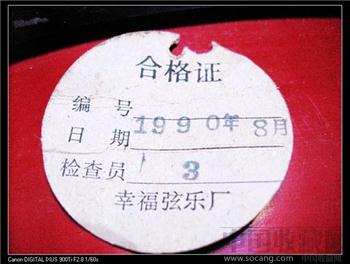 合格证
编号
日期 1990年8月
检查员 3
幸福弦乐厂
中国收藏网
www.socang.com
Canon DIGITAL IXUS 900Ti F2.8 1/60s